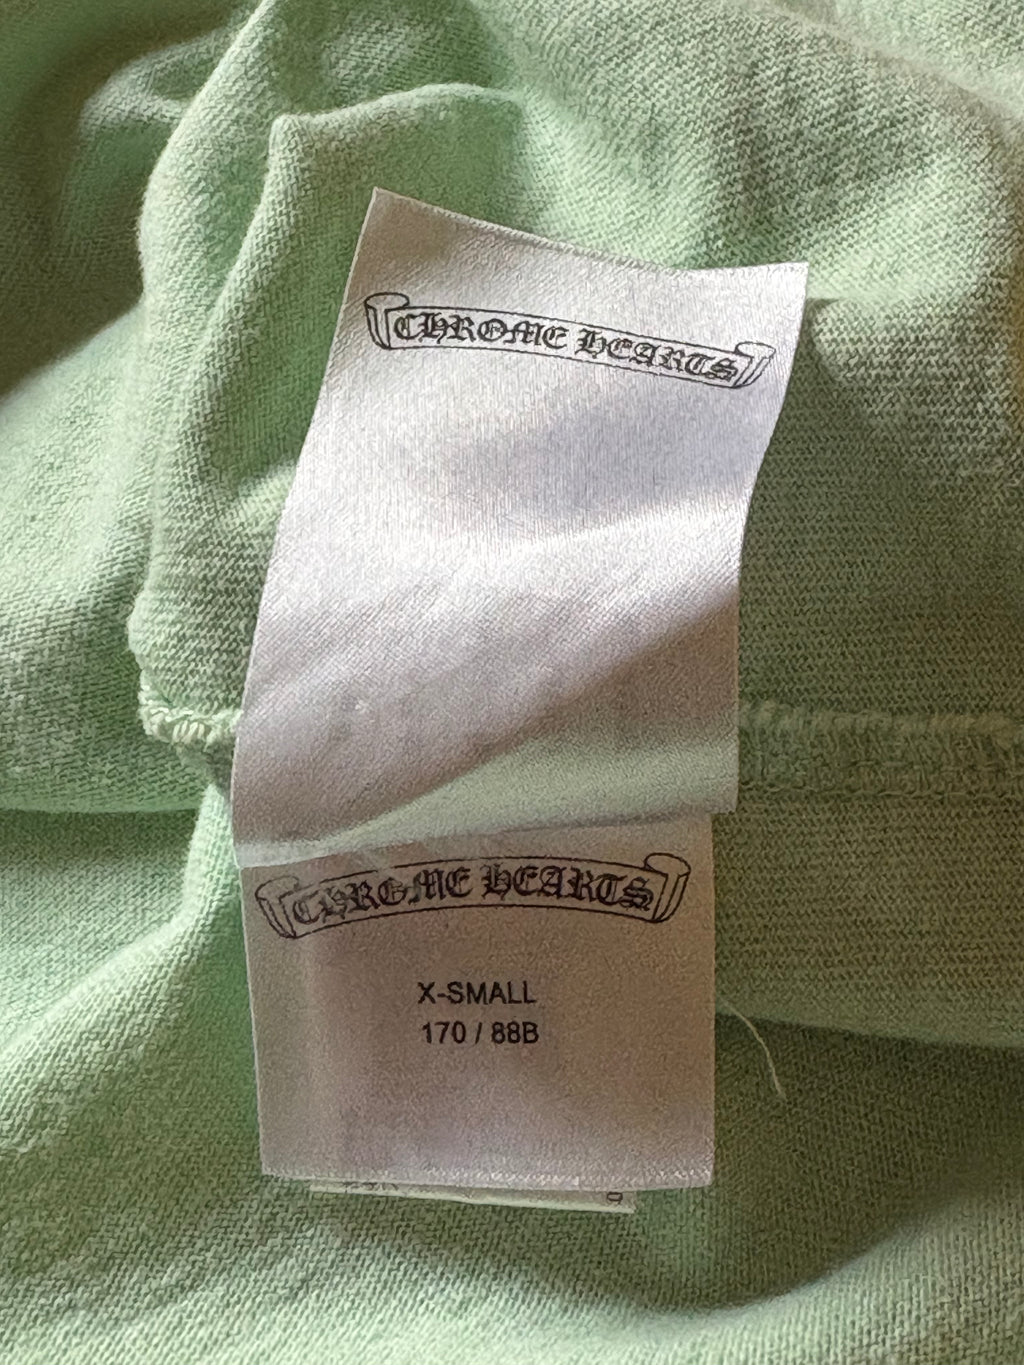 CHROME HEARTS
CHROME HEARTS
X-SMALL
170 / 88B